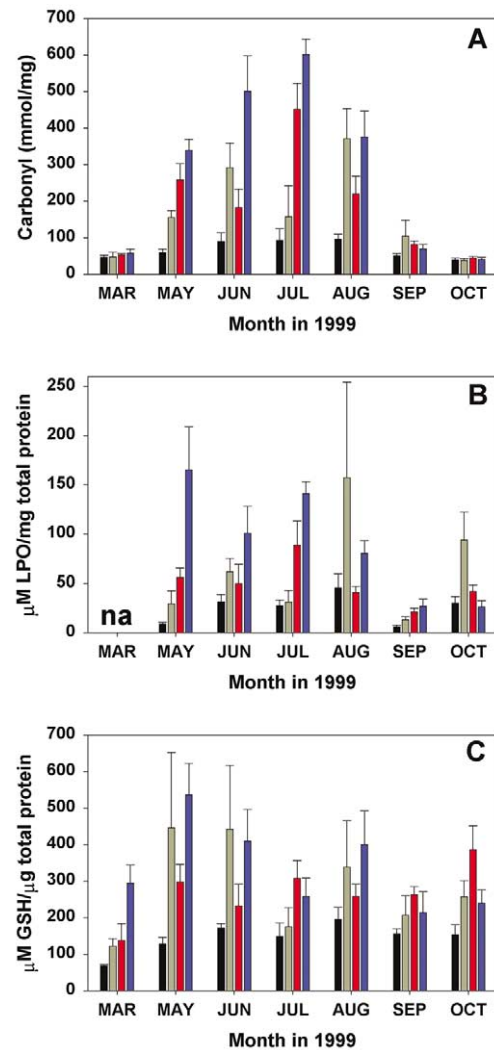 A
Carbonyl (mmol/mg)
700
600
500
400
300
200
100
0
MAR MAY JUN JUL AUG SEP OCT
Month in 1999
B
µM LPO/mg total protein
250
200
150
100
50
0
na
MAR MAY JUN JUL AUG SEP OCT
Month in 1999
C
µM GSH/µg total protein
700
600
500
400
300
200
100
0
MAR MAY JUN JUL AUG SEP OCT
Month in 1999